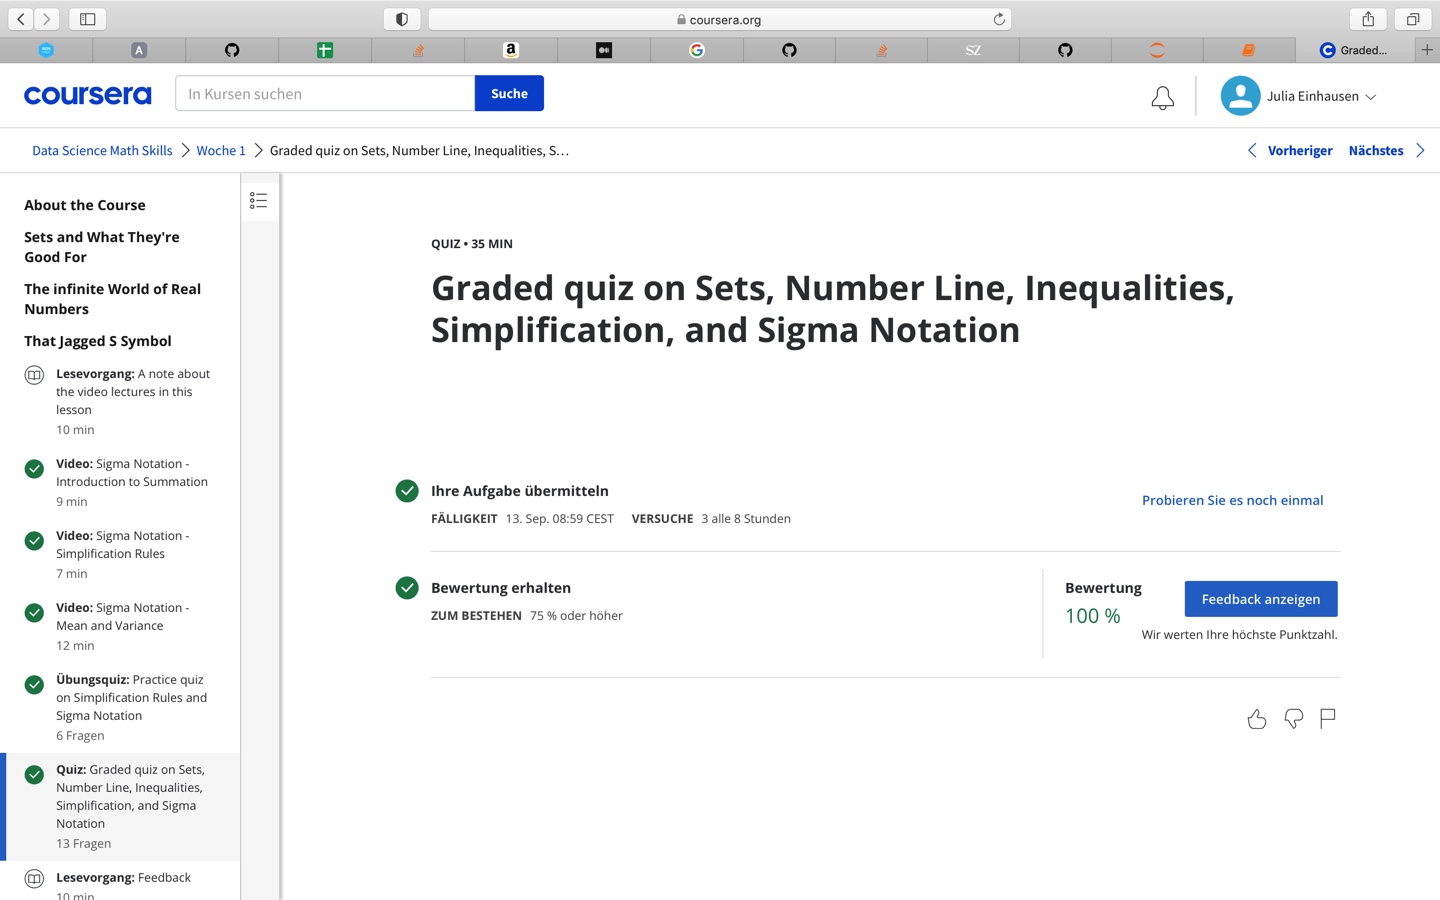 coursera.org
A
a
G
SZ
Graded...
coursera
In Kursen suchen
Suche
Julia Einhausen
Data Science Math Skills
Woche 1
Graded quiz on Sets, Number Line, Inequalities, S...
Vorheriger
Nächstes
About the Course
Sets and What They're
Good For
The infinite World of Real
Numbers
That Jagged S Symbol
Lesevorgang: A note about
the video lectures in this
lesson
10 min
Video: Sigma Notation -
Introduction to Summation
9 min
Video: Sigma Notation -
Simplification Rules
7 min
Video: Sigma Notation -
Mean and Variance
12 min
Übungsquiz: Practice quiz
on Simplification Rules and
Sigma Notation
6 Fragen
Quiz: Graded quiz on Sets,
Number Line, Inequalities,
Simplification, and Sigma
Notation
13 Fragen
Lesevorgang: Feedback
10 min
QUIZ • 35 MIN
Graded quiz on Sets, Number Line, Inequalities,
Simplification, and Sigma Notation
Ihre Aufgabe übermitteln
FÄLLIGKEIT 13. Sep. 08:59 CEST VERSUCHE 3 alle 8 Stunden
Probieren Sie es noch einmal
Bewertung erhalten
ZUM BESTEHEN 75 % oder höher
Bewertung
100 %
Feedback anzeigen
Wir werten Ihre höchste Punktzahl.